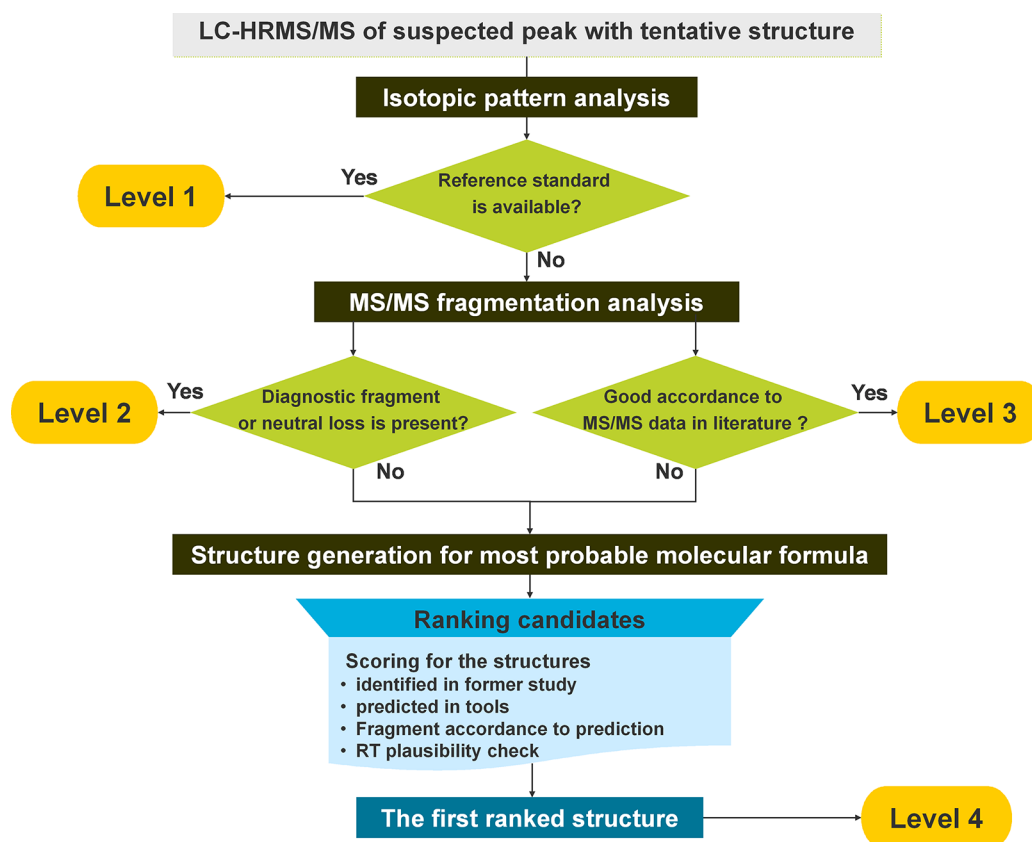 LC-HRMS/MS of suspected peak with tentative structure
Isotopic pattern analysis
Yes
Reference standard
is available?
Level 1
No
MS/MS fragmentation analysis
Yes
Diagnostic fragment
or neutral loss is present?
Level 2
No
Good accordance to
MS/MS data in literature ?
Yes
Level 3
No
Structure generation for most probable molecular formula
Ranking candidates
Scoring for the structures
• identified in former study
• predicted in tools
• Fragment accordance to prediction
• RT plausibility check
The first ranked structure
Level 4